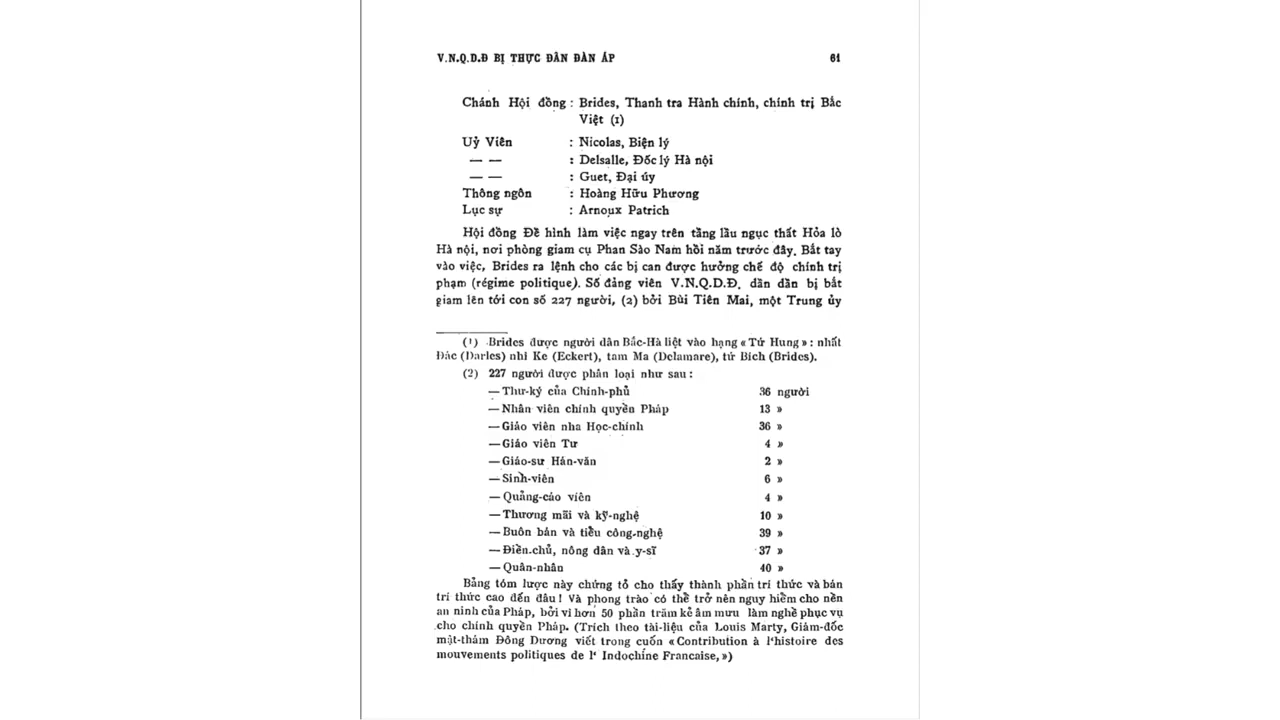 V.N.Q.D.Đ BỊ THỰC DÂN ĐÀN ÁP 61
Chánh Hội đồng : Brides, Thanh tra Hành chính, chính trị Bắc
Việt (1)
Uỷ Viên : Nicolas, Biện lý
— — : Delsalle, Đốc lý Hà nội
— — : Guet, Đại úy
Thông ngôn : Hoàng Hữu Phương
Lục sự : Arnoux Patrich
Hội đồng Đề hình làm việc ngay trên tầng lầu ngục thất Hỏa lò
Hà nội, nơi phòng giam cụ Phan Sào Nam hồi năm trước đây. Bắt tay
vào việc, Brides ra lệnh cho các bị can được hưởng chế độ chính trị
phạm (régime politique). Số đảng viên V.N.Q.D.Đ. dần dần bị bắt
giam lên tới con số 227 người, (2) bởi Bùi Tiên Mai, một Trung úy
(1) Brides được người dân Bắc-Hà liệt vào hạng « Tứ Hung » : nhất
Đác (Darles) nhì Ke (Eckert), tam Ma (Delamare), tứ Bích (Brides).
(2) 227 người được phân loại như sau :
— Thư-ký của Chính-phủ 36 người
— Nhân viên chính quyền Pháp 13 »
— Giáo viên nha Học-chính 36 »
— Giáo viên Tư 4 »
— Giáo-sư Hán-văn 2 »
— Sinh-viên 6 »
— Quảng-cáo viên 4 »
— Thương mãi và kỹ-nghệ 10 »
— Buôn bán và tiểu công-nghệ 39 »
— Điền-chủ, nông dân và y-sĩ 37 »
— Quân-nhân 40 »
Bảng tóm lược này chứng tỏ cho thấy thành phần trí thức và bán
trí thức cao đến đâu ! Và phong trào có thể trở nên nguy hiểm cho nền
an ninh của Pháp, bởi vì hơn 50 phần trăm kẻ âm mưu làm nghề phục vụ
cho chính quyền Pháp. (Trích theo tài-liệu của Louis Marty, Giám-đốc
mật-thám Đông Dương viết trong cuốn « Contribution à l'histoire des
mouvements politiques de l' Indochine Francaise, »)